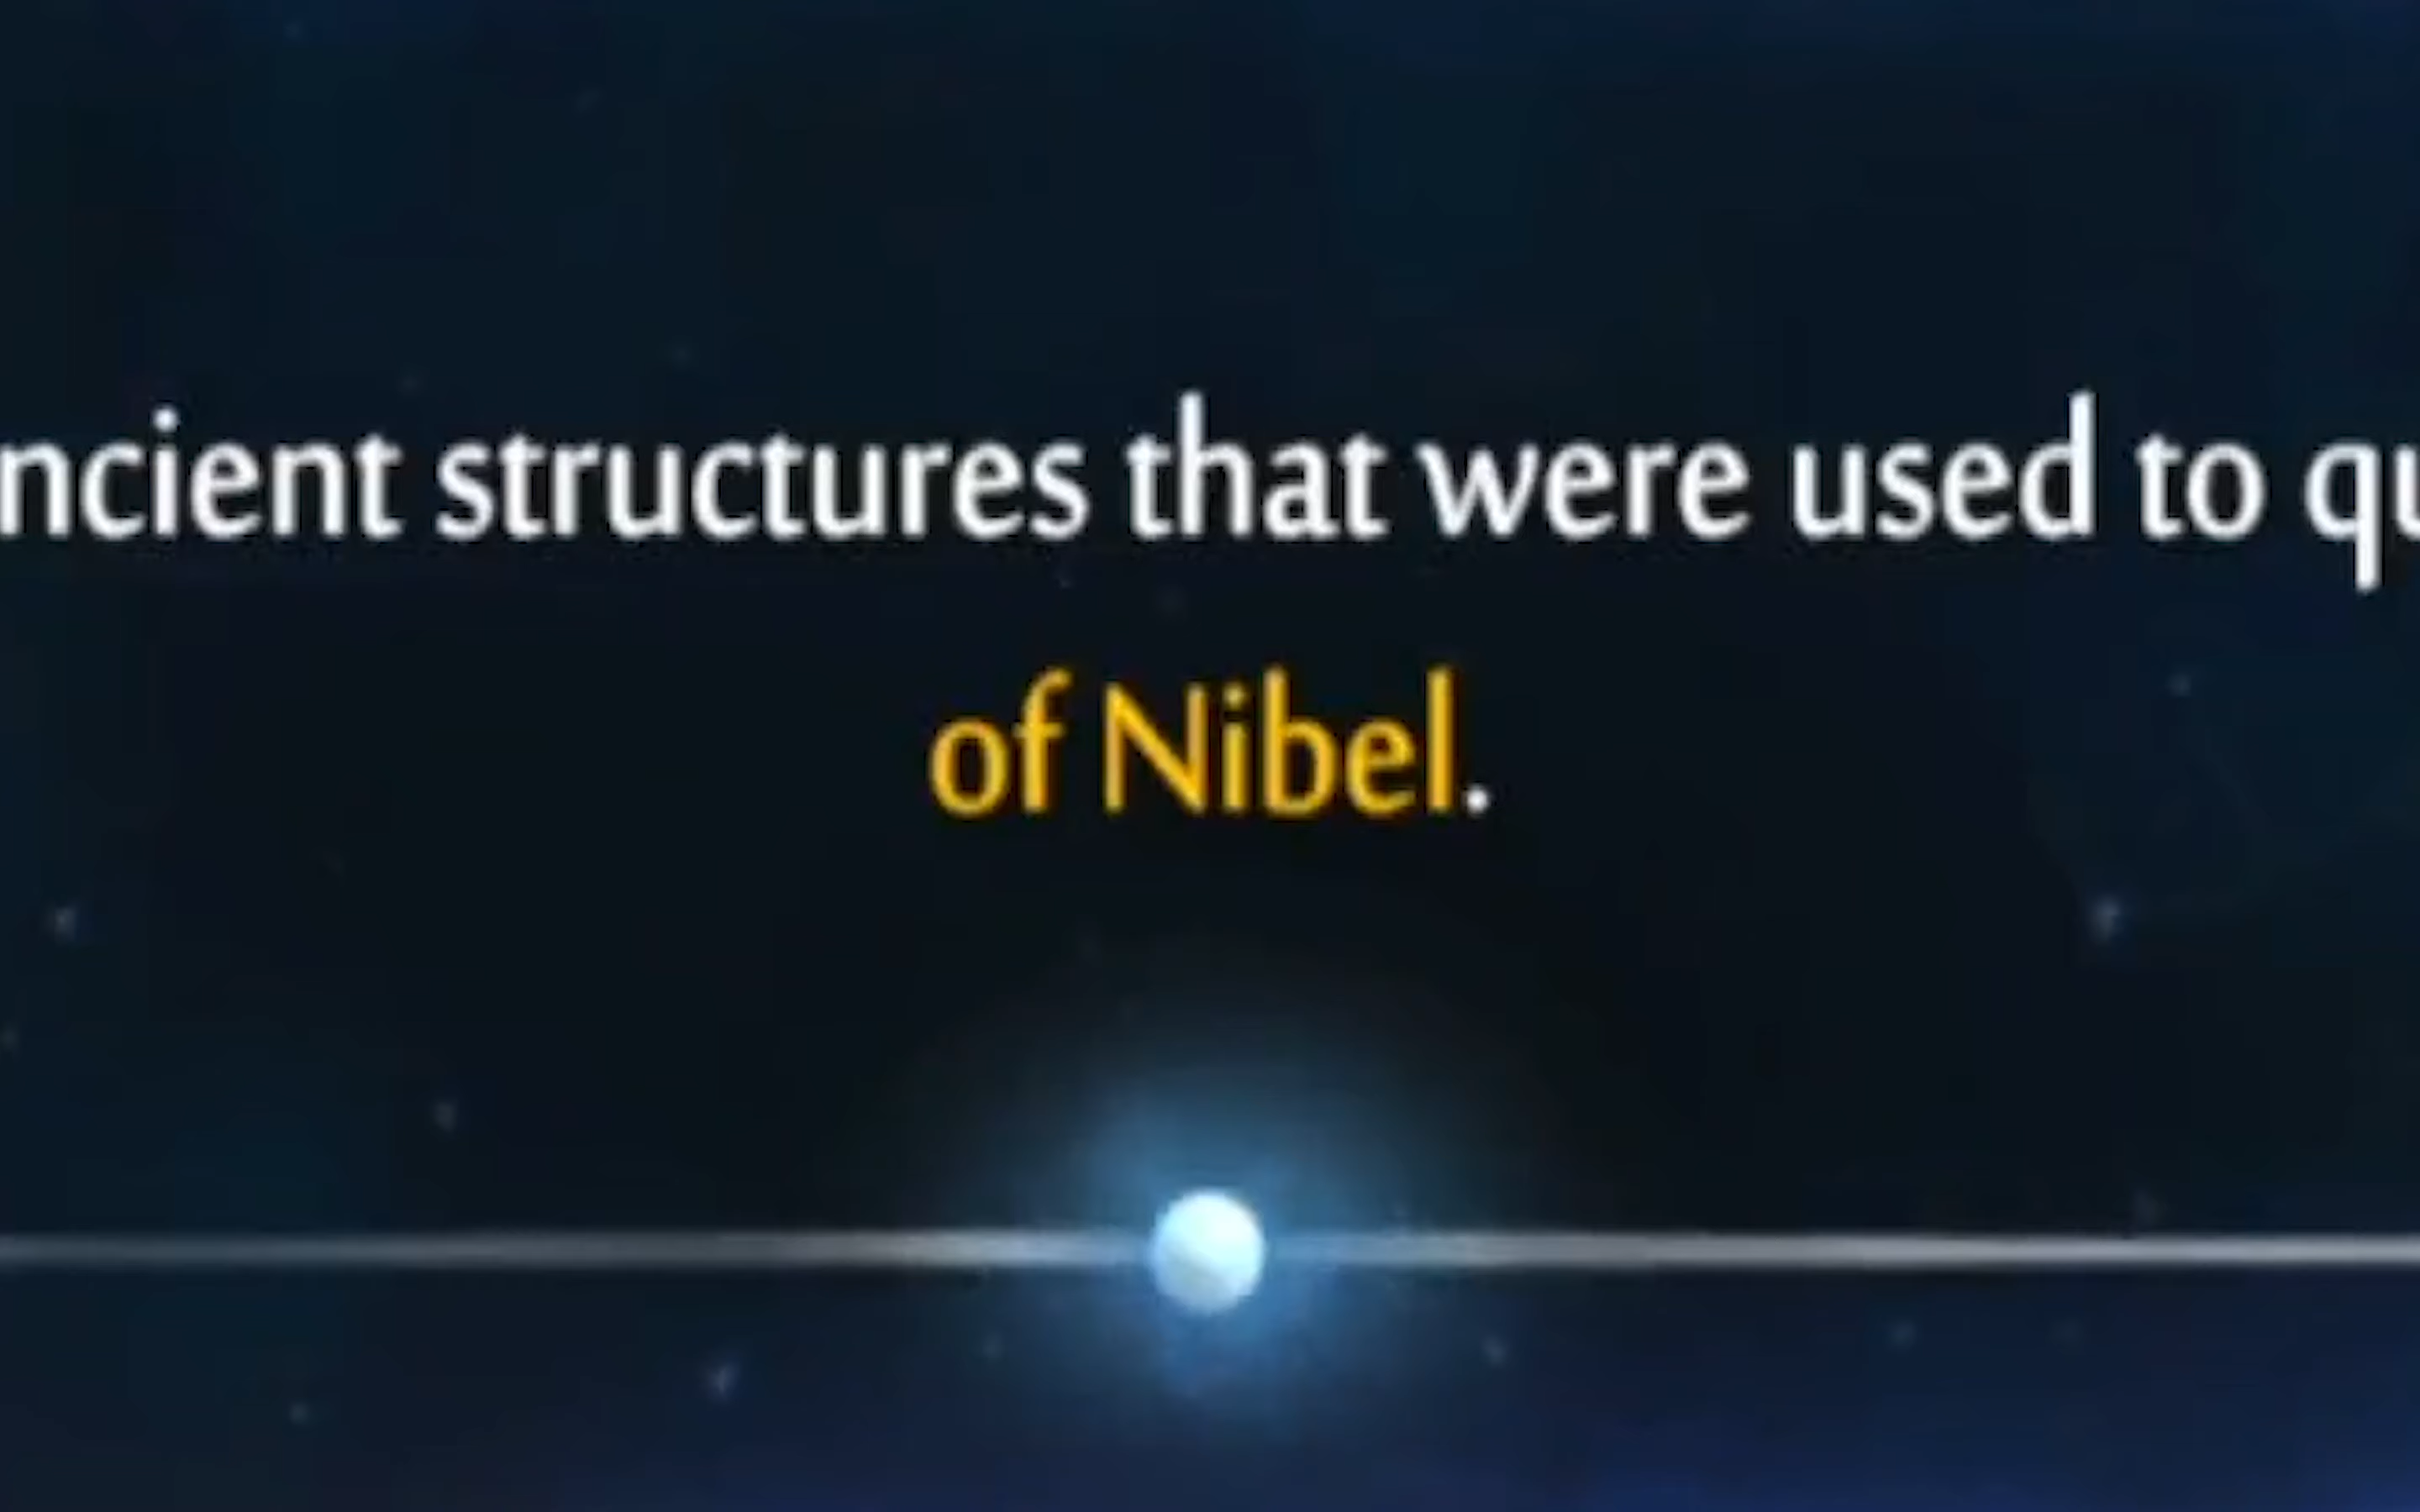 ncient structures that were used to qu
of Nibel.